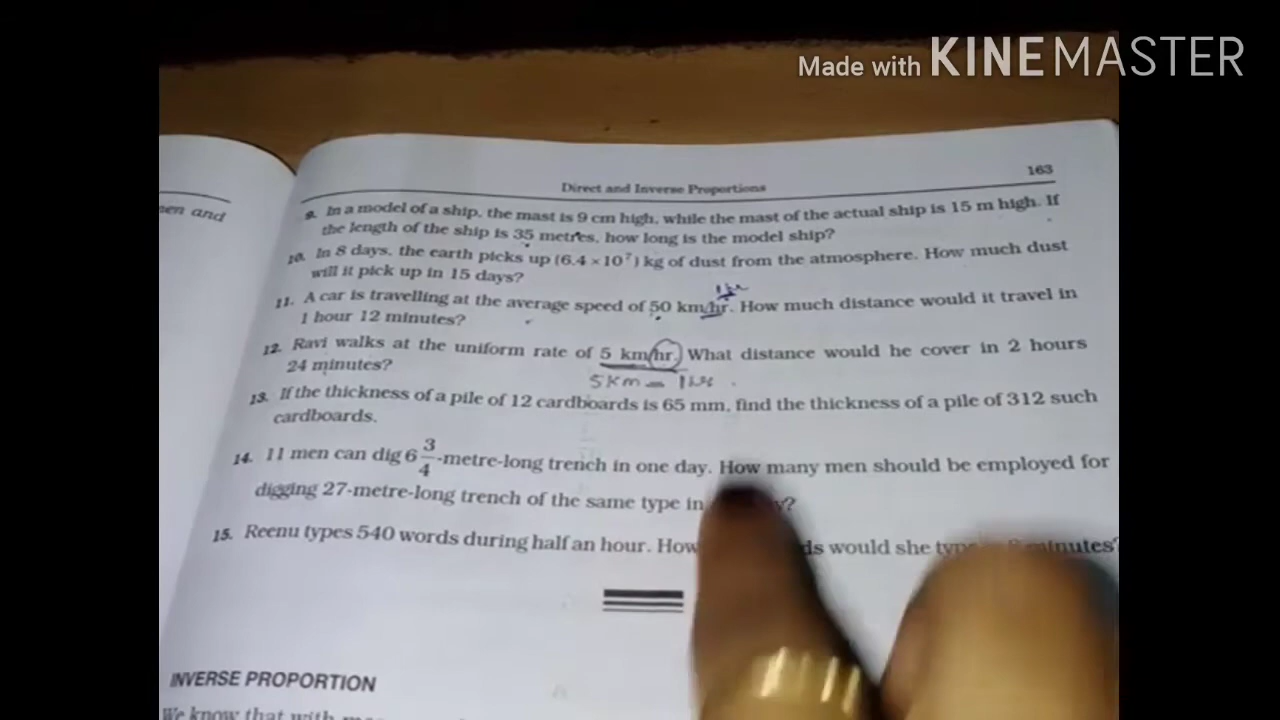 Made with KINEMASTER
163
Direct and Inverse Proportions
en and
9. In a model of a ship, the mast is 9 cm high, while the mast of the actual ship is 15 m high. If
the length of the ship is 35 metres, how long is the model ship?
10. In 8 days, the earth picks up (6.4 × 10⁷) kg of dust from the atmosphere. How much dust
will it pick up in 15 days?
11. A car is travelling at the average speed of 50 km/hr. How much distance would it travel in
1 hour 12 minutes?
12. Ravi walks at the uniform rate of 5 km/hr. What distance would he cover in 2 hours
24 minutes?
5km = 1
13. If the thickness of a pile of 12 cardboards is 65 mm, find the thickness of a pile of 312 such
cardboards.
14. 11 men can dig 6 3/4-metre-long trench in one day. How many men should be employed for
digging 27-metre-long trench of the same type in ?
15. Reenu types 540 words during half an hour. How would she minutes?
INVERSE PROPORTION
We know that with